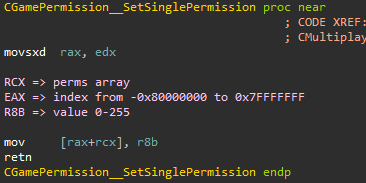 CGamePermission__SetSinglePermission proc near
; CODE XREF:
; CMultiplay
movsxd rax, edx
RCX => perms array
EAX => index from -0x80000000 to 0x7FFFFFFF
R8B => value 0-255
mov [rax+rcx], r8b
retn
CGamePermission__SetSinglePermission endp